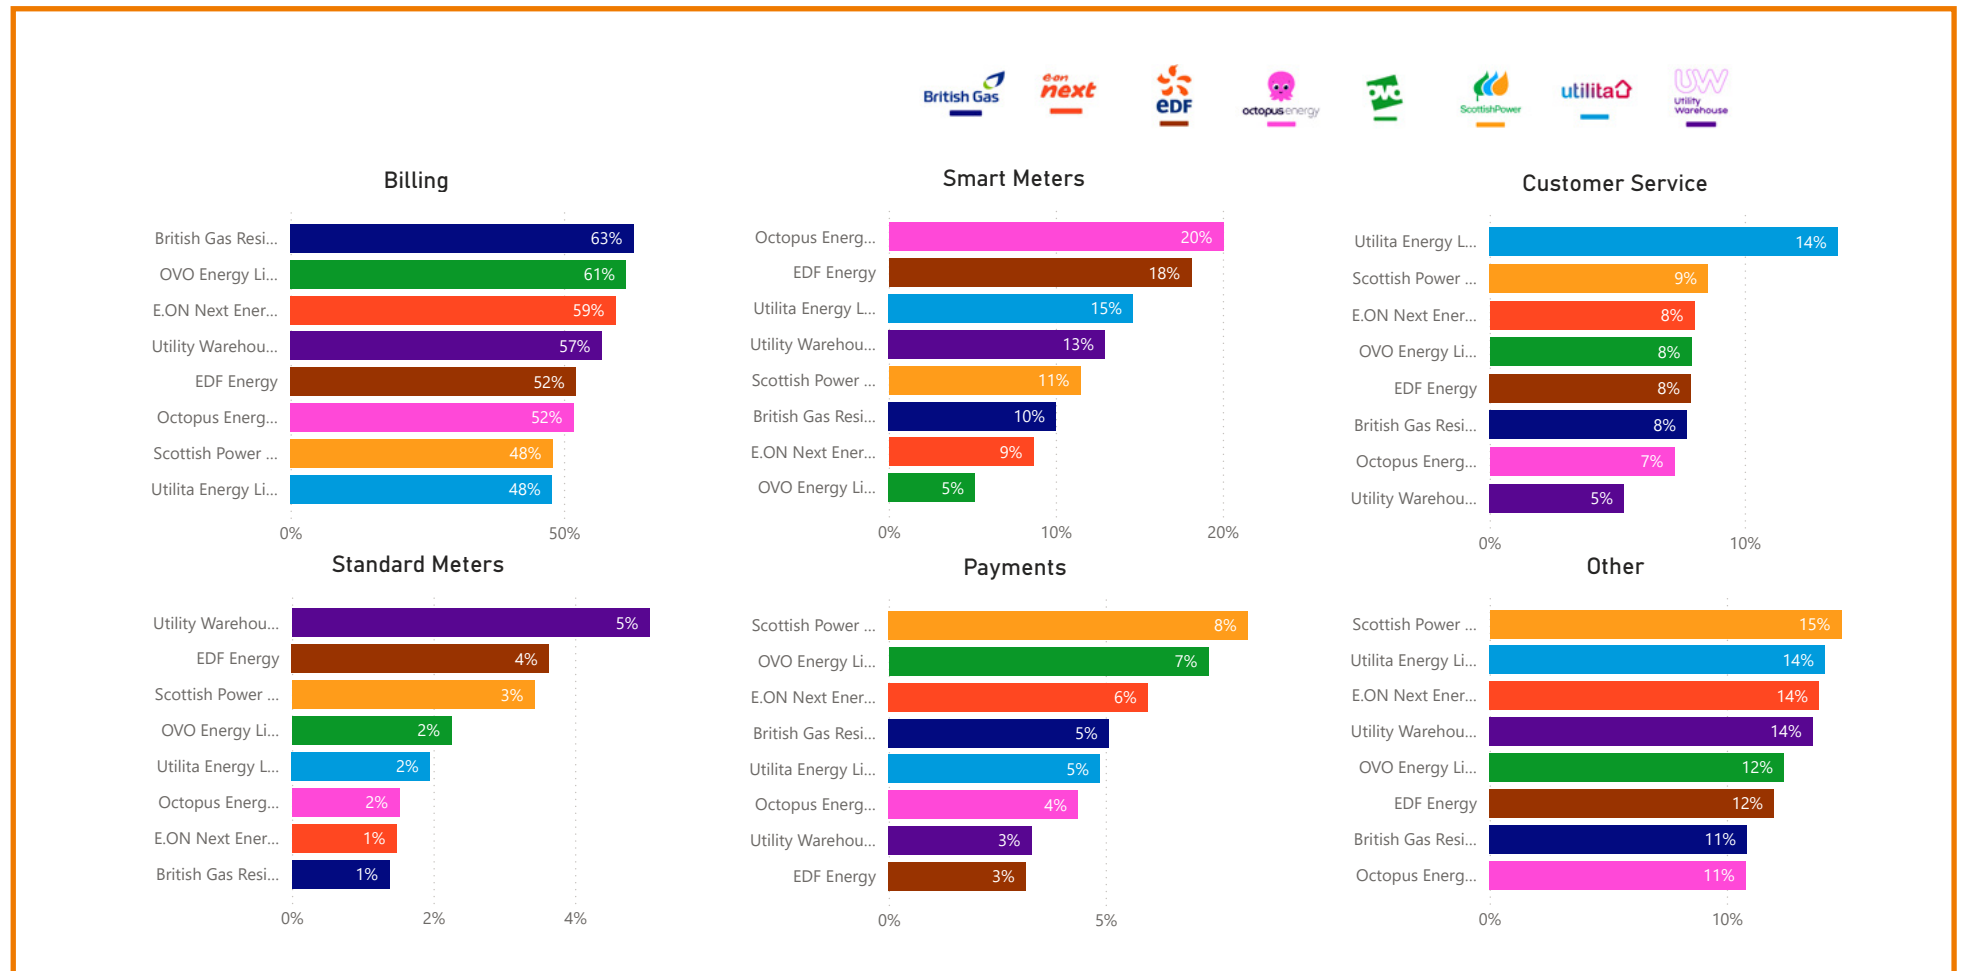 British Gas
e·on next
eDF
octopus energy
ovo
ScottishPower
utilita
UW Utility Warehouse
Billing
British Gas Resi... 63%
OVO Energy Li... 61%
E.ON Next Ener... 59%
Utility Warehou... 57%
EDF Energy 52%
Octopus Energ... 52%
Scottish Power ... 48%
Utilita Energy Li... 48%
0% 50%
Smart Meters
Octopus Energ... 20%
EDF Energy 18%
Utilita Energy L... 15%
Utility Warehou... 13%
Scottish Power ... 11%
British Gas Resi... 10%
E.ON Next Ener... 9%
OVO Energy Li... 5%
0% 10% 20%
Customer Service
Utilita Energy L... 14%
Scottish Power ... 9%
E.ON Next Ener... 8%
OVO Energy Li... 8%
EDF Energy 8%
British Gas Resi... 8%
Octopus Energ... 7%
Utility Warehou... 5%
0% 10%
Standard Meters
Utility Warehou... 5%
EDF Energy 4%
Scottish Power ... 3%
OVO Energy Li... 2%
Utilita Energy L... 2%
Octopus Energ... 2%
E.ON Next Ener... 1%
British Gas Resi... 1%
0% 2% 4%
Payments
Scottish Power ... 8%
OVO Energy Li... 7%
E.ON Next Ener... 6%
British Gas Resi... 5%
Utilita Energy Li... 5%
Octopus Energ... 4%
Utility Warehou... 3%
EDF Energy 3%
0% 5%
Other
Scottish Power ... 15%
Utilita Energy Li... 14%
E.ON Next Ener... 14%
Utility Warehou... 14%
OVO Energy Li... 12%
EDF Energy 12%
British Gas Resi... 11%
Octopus Energ... 11%
0% 10%